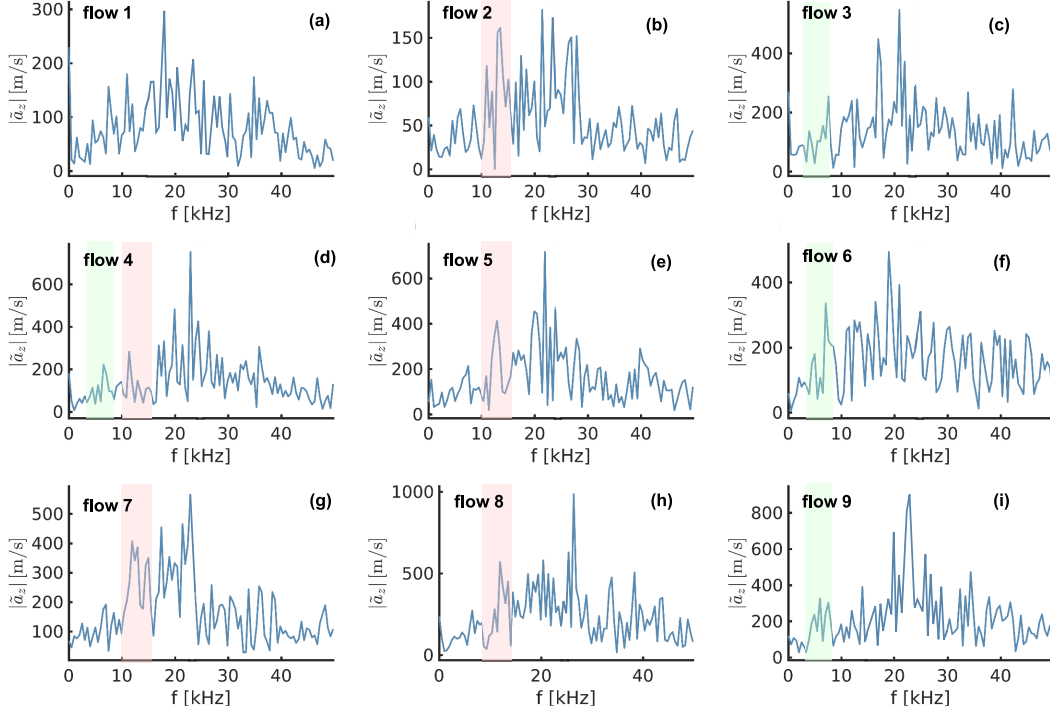 flow 1 (a)
300
200
100
0
|ã_z| [m/s]
0 10 20 30 40
f [kHz]
flow 2 (b)
150
100
50
0
|ã_z| [m/s]
0 10 20 30 40
f [kHz]
flow 3 (c)
400
200
0
|ã_z| [m/s]
0 10 20 30 40
f [kHz]
flow 4 (d)
600
400
200
0
|ã_z| [m/s]
0 10 20 30 40
f [kHz]
flow 5 (e)
600
400
200
0
|ã_z| [m/s]
0 10 20 30 40
f [kHz]
flow 6 (f)
400
200
0
|ã_z| [m/s]
0 10 20 30 40
f [kHz]
flow 7 (g)
500
400
300
200
100
|ã_z| [m/s]
0 10 20 30 40
f [kHz]
flow 8 (h)
1000
500
0
|ã_z| [m/s]
0 10 20 30 40
f [kHz]
flow 9 (i)
800
600
400
200
0
|ã_z| [m/s]
0 10 20 30 40
f [kHz]